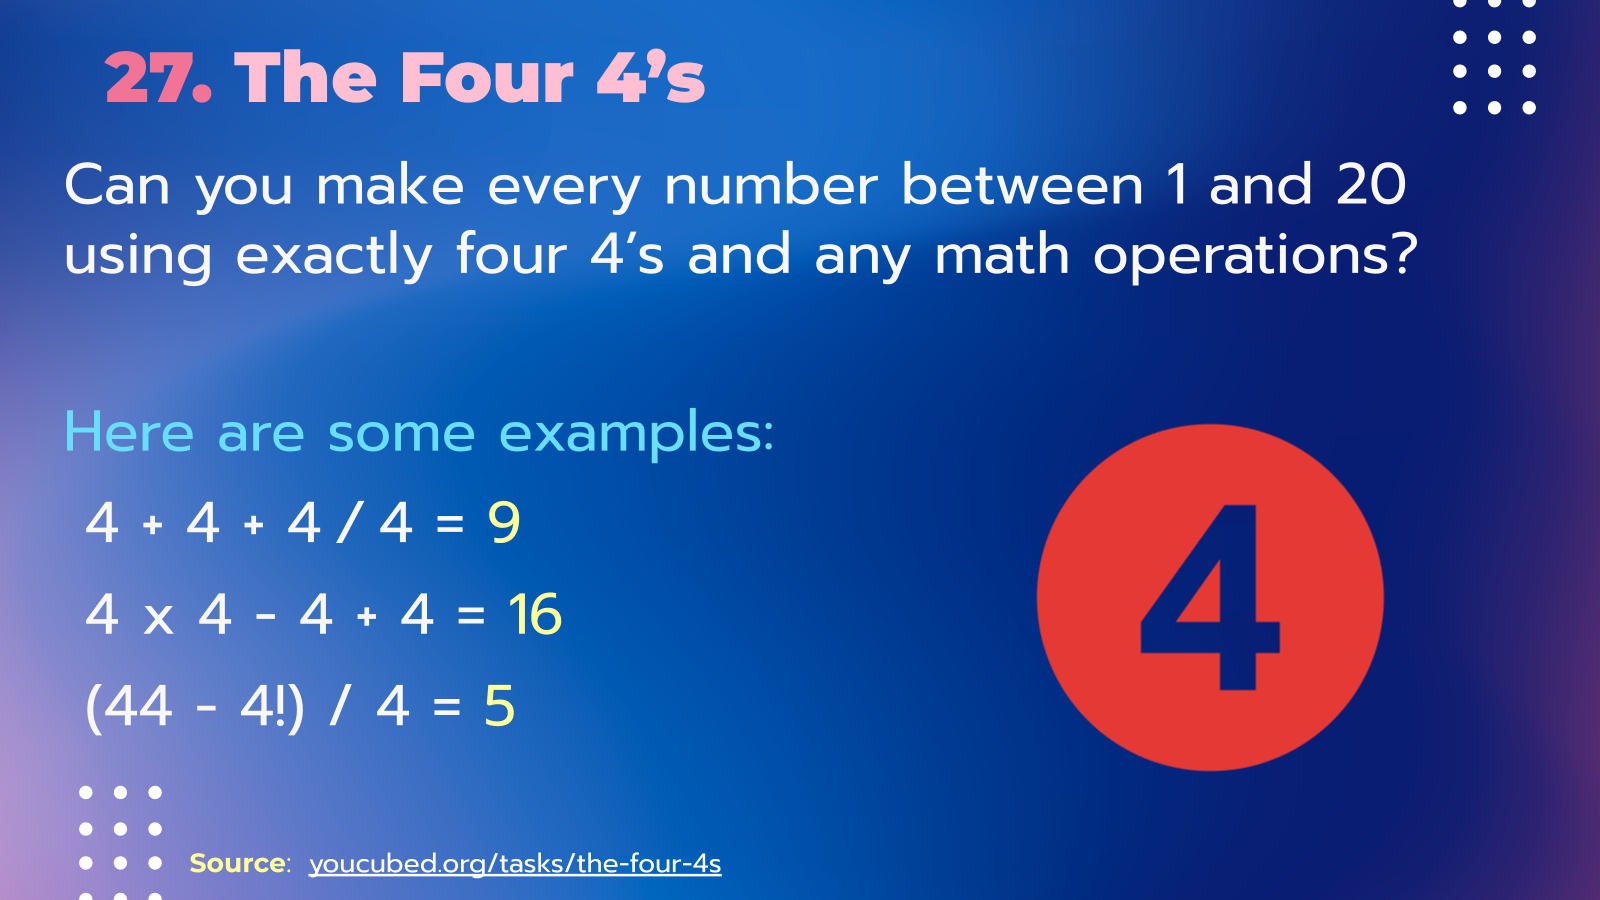 27. The Four 4’s
Can you make every number between 1 and 20
using exactly four 4’s and any math operations?
Here are some examples:
4 + 4 + 4 / 4 = 9
4 x 4 - 4 + 4 = 16
(44 - 4!) / 4 = 5
4
Source: youcubed.org/tasks/the-four-4s